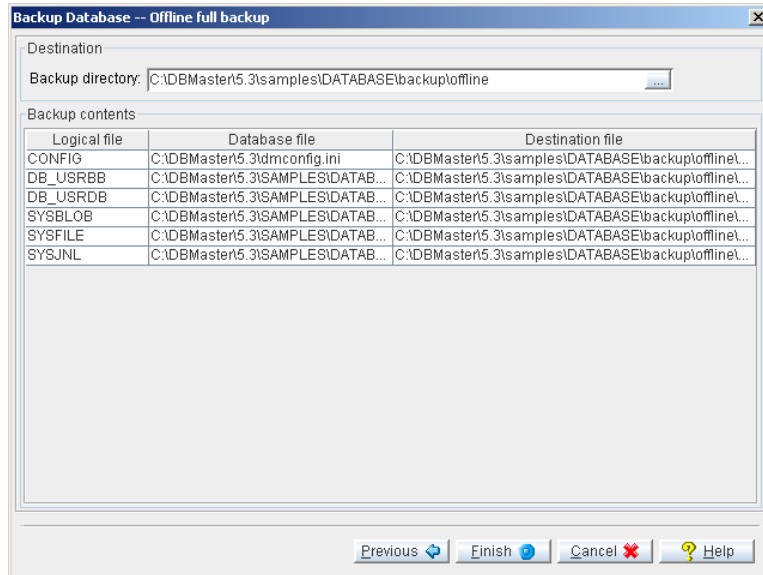 Backup Database -- Offline full backup
Destination
Backup directory: C:\DBMaster\5.3\samples\DATABASE\backup\offline ...
Backup contents
Logical file Database file Destination file
CONFIG C:\DBMaster\5.3\dmconfig.ini C:\DBMaster\5.3\samples\DATABASE\backup\offline\...
DB_USRBB C:\DBMaster\5.3\SAMPLES\DATAB... C:\DBMaster\5.3\samples\DATABASE\backup\offline\...
DB_USRDB C:\DBMaster\5.3\SAMPLES\DATAB... C:\DBMaster\5.3\samples\DATABASE\backup\offline\...
SYSBLOB C:\DBMaster\5.3\SAMPLES\DATAB... C:\DBMaster\5.3\samples\DATABASE\backup\offline\...
SYSFILE C:\DBMaster\5.3\SAMPLES\DATAB... C:\DBMaster\5.3\samples\DATABASE\backup\offline\...
SYSJNL C:\DBMaster\5.3\SAMPLES\DATAB... C:\DBMaster\5.3\samples\DATABASE\backup\offline\...
Previous Finish Cancel Help